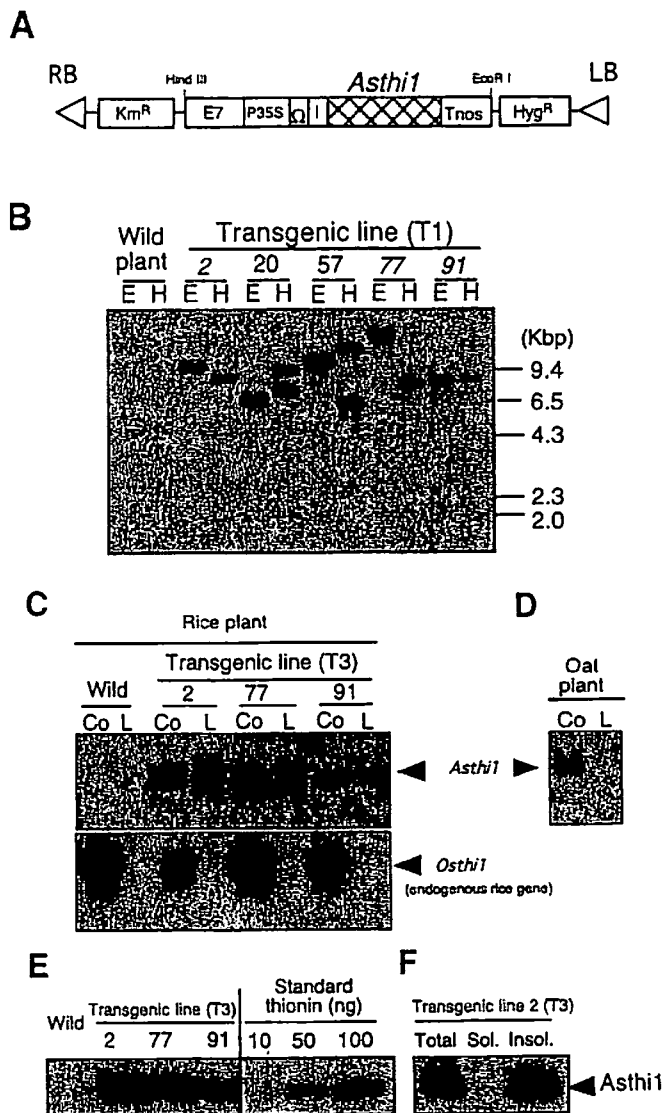 A
RB Hind III Asthi1 EcoR I LB
KmR E7 P35S Ω I Tnos HygR
B
Wild plant Transgenic line (T1)
2 20 57 77 91
E H E H E H E H E H
(Kbp)
9.4
6.5
4.3
2.3
2.0
C
Rice plant
Transgenic line (T3)
Wild 2 77 91
Co L Co L Co L Co L
Asthi1
Osthi1
(endogenous rice gene)
D
Oat plant
Co L
E
Wild Transgenic line (T3) Standard thionin (ng)
2 77 91 10 50 100
F
Transgenic line 2 (T3)
Total Sol. Insol.
Asthi1